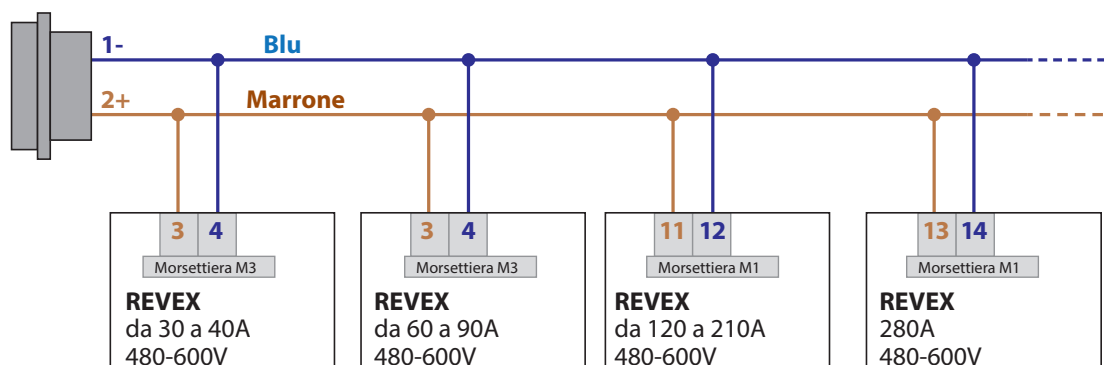 1- Blu
2+ Marrone
3 4 3 4 11 12 13 14
Morsettiera M3 Morsettiera M3 Morsettiera M1 Morsettiera M1
REVEX REVEX REVEX REVEX
da 30 a 40A da 60 a 90A da 120 a 210A 280A
480-600V 480-600V 480-600V 480-600V